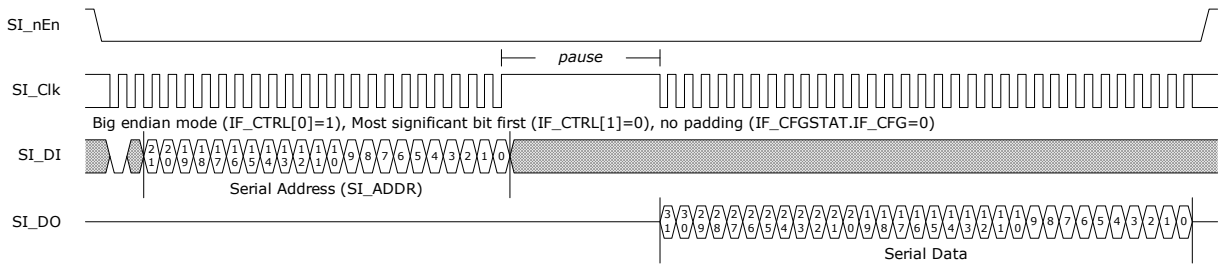 SI_nEn
pause
SI_Clk
Big endian mode (IF_CTRL[0]=1), Most significant bit first (IF_CTRL[1]=0), no padding (IF_CFGSTAT.IF_CFG=0)
SI_DI 21 20 19 18 17 16 15 14 13 12 11 10 9 8 7 6 5 4 3 2 1 0
Serial Address (SI_ADDR)
SI_DO 31 30 29 28 27 26 25 24 23 22 21 20 19 18 17 16 15 14 13 12 11 10 9 8 7 6 5 4 3 2 1 0
Serial Data